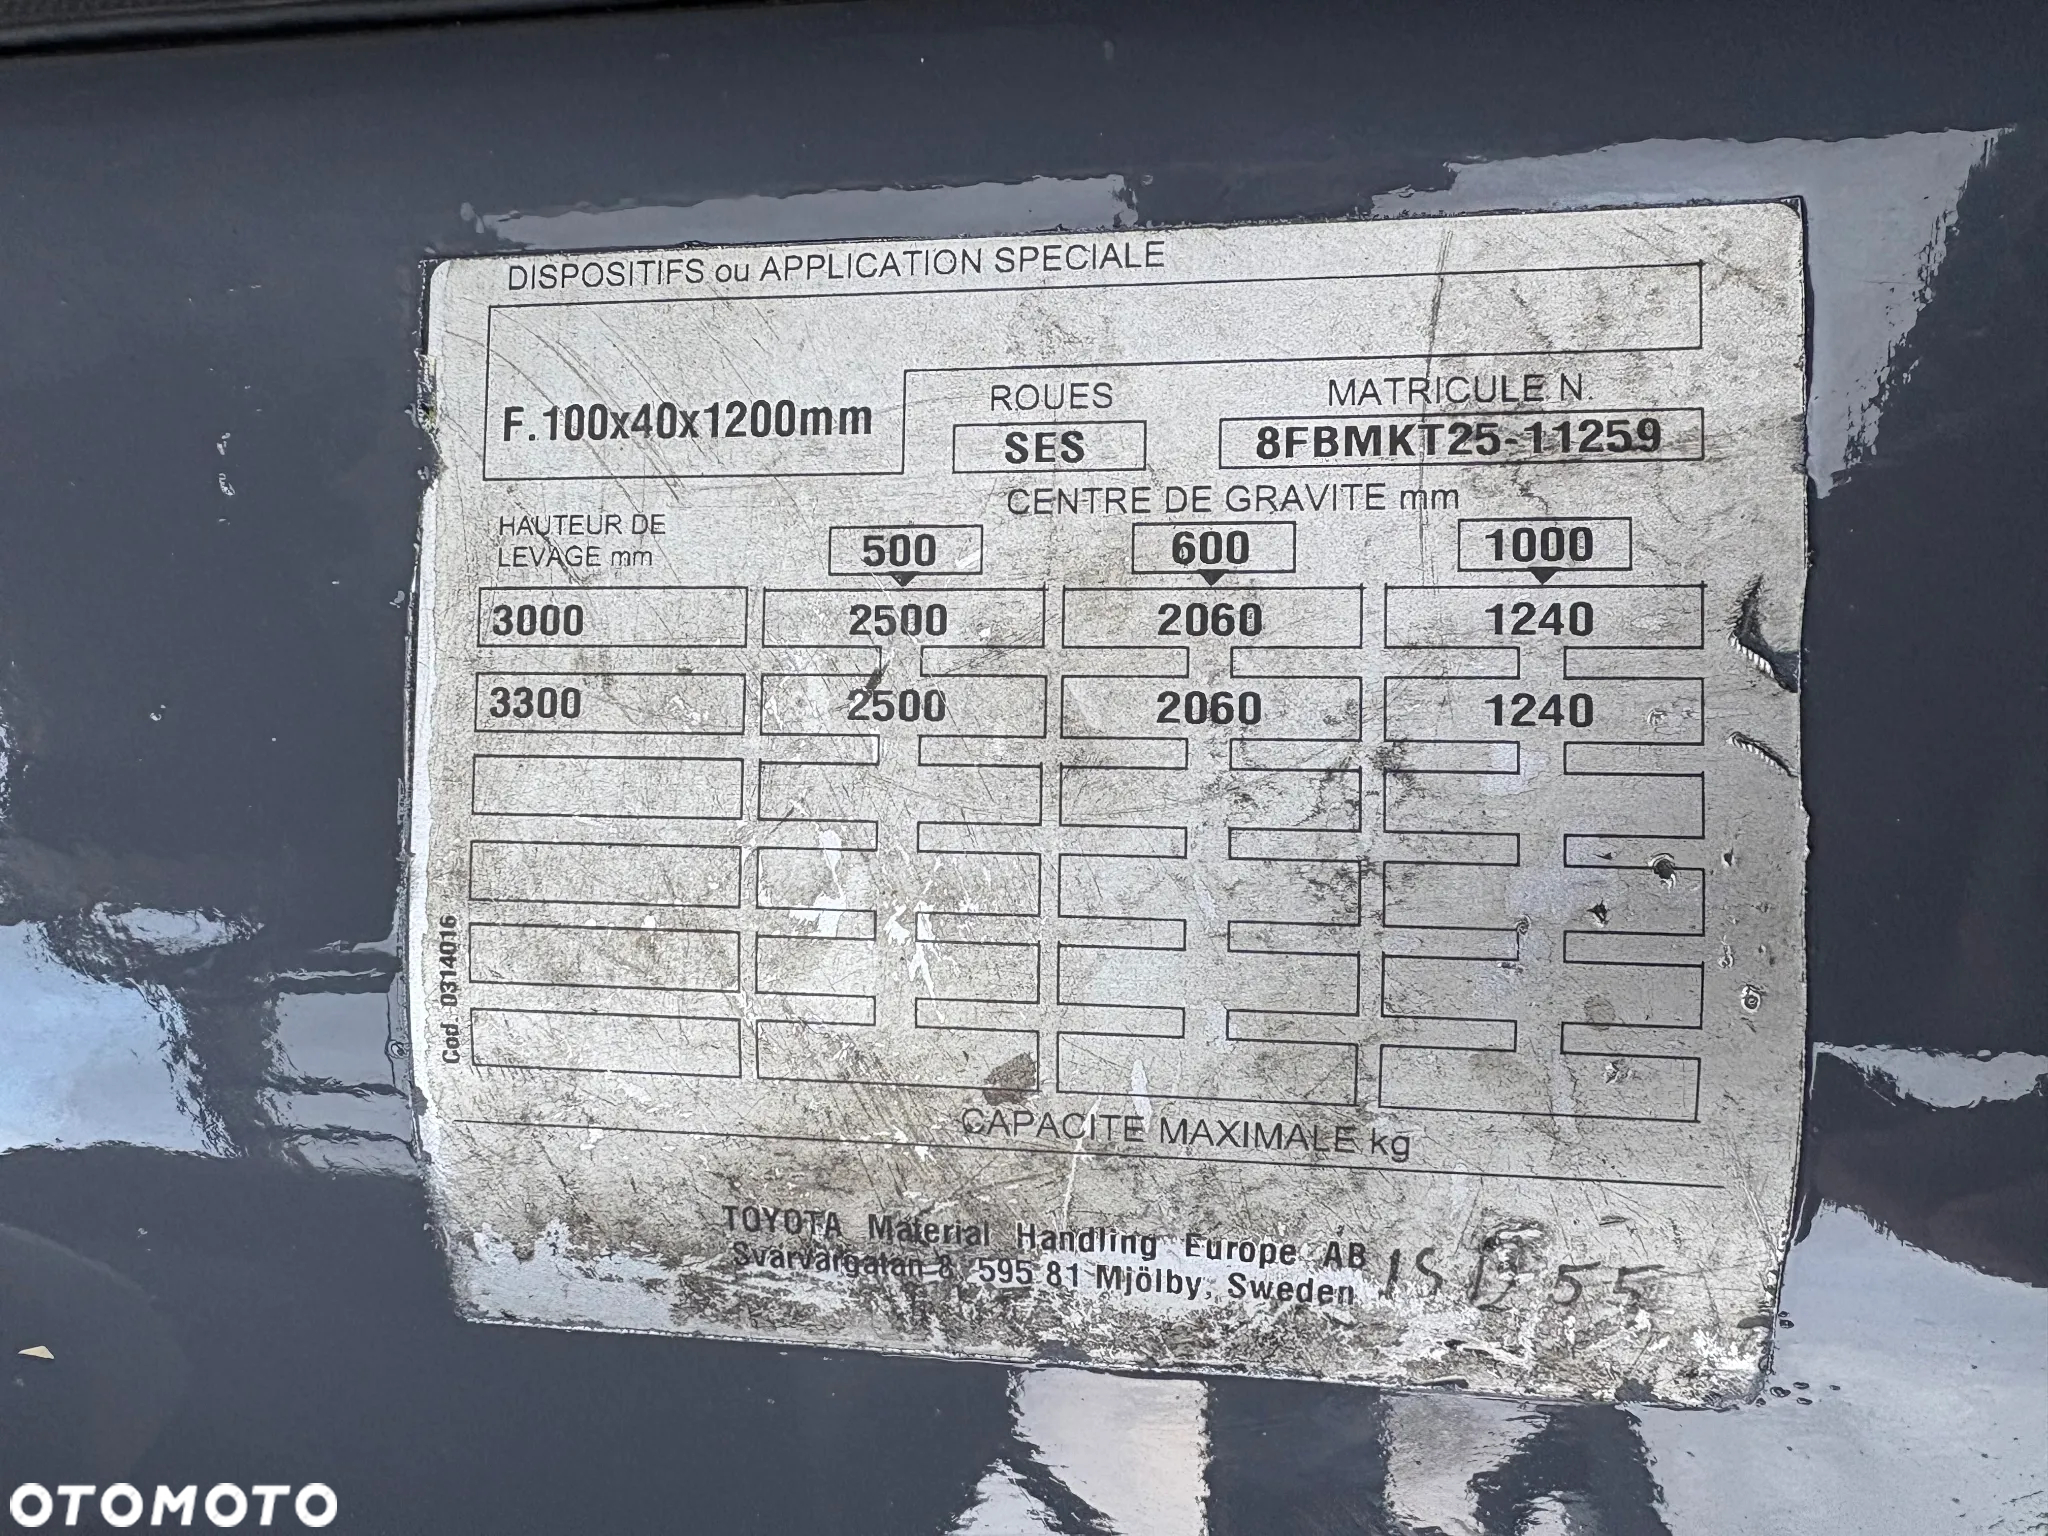 DISPOSITIFS ou APPLICATION SPECIALE
F.100x40x1200mm
ROUES
SES
MATRICULE N.
8FBMKT25-11259
CENTRE DE GRAVITE mm
HAUTEUR DE
LEVAGE mm
500 600 1000
3000 2500 2060 1240
3300 2500 2060 1240
Cod. 0314016
CAPACITE MAXIMALE kg
TOYOTA Material Handling Europe AB
Svarvargatan 8 595 81 Mjölby, Sweden
OTOMOTO